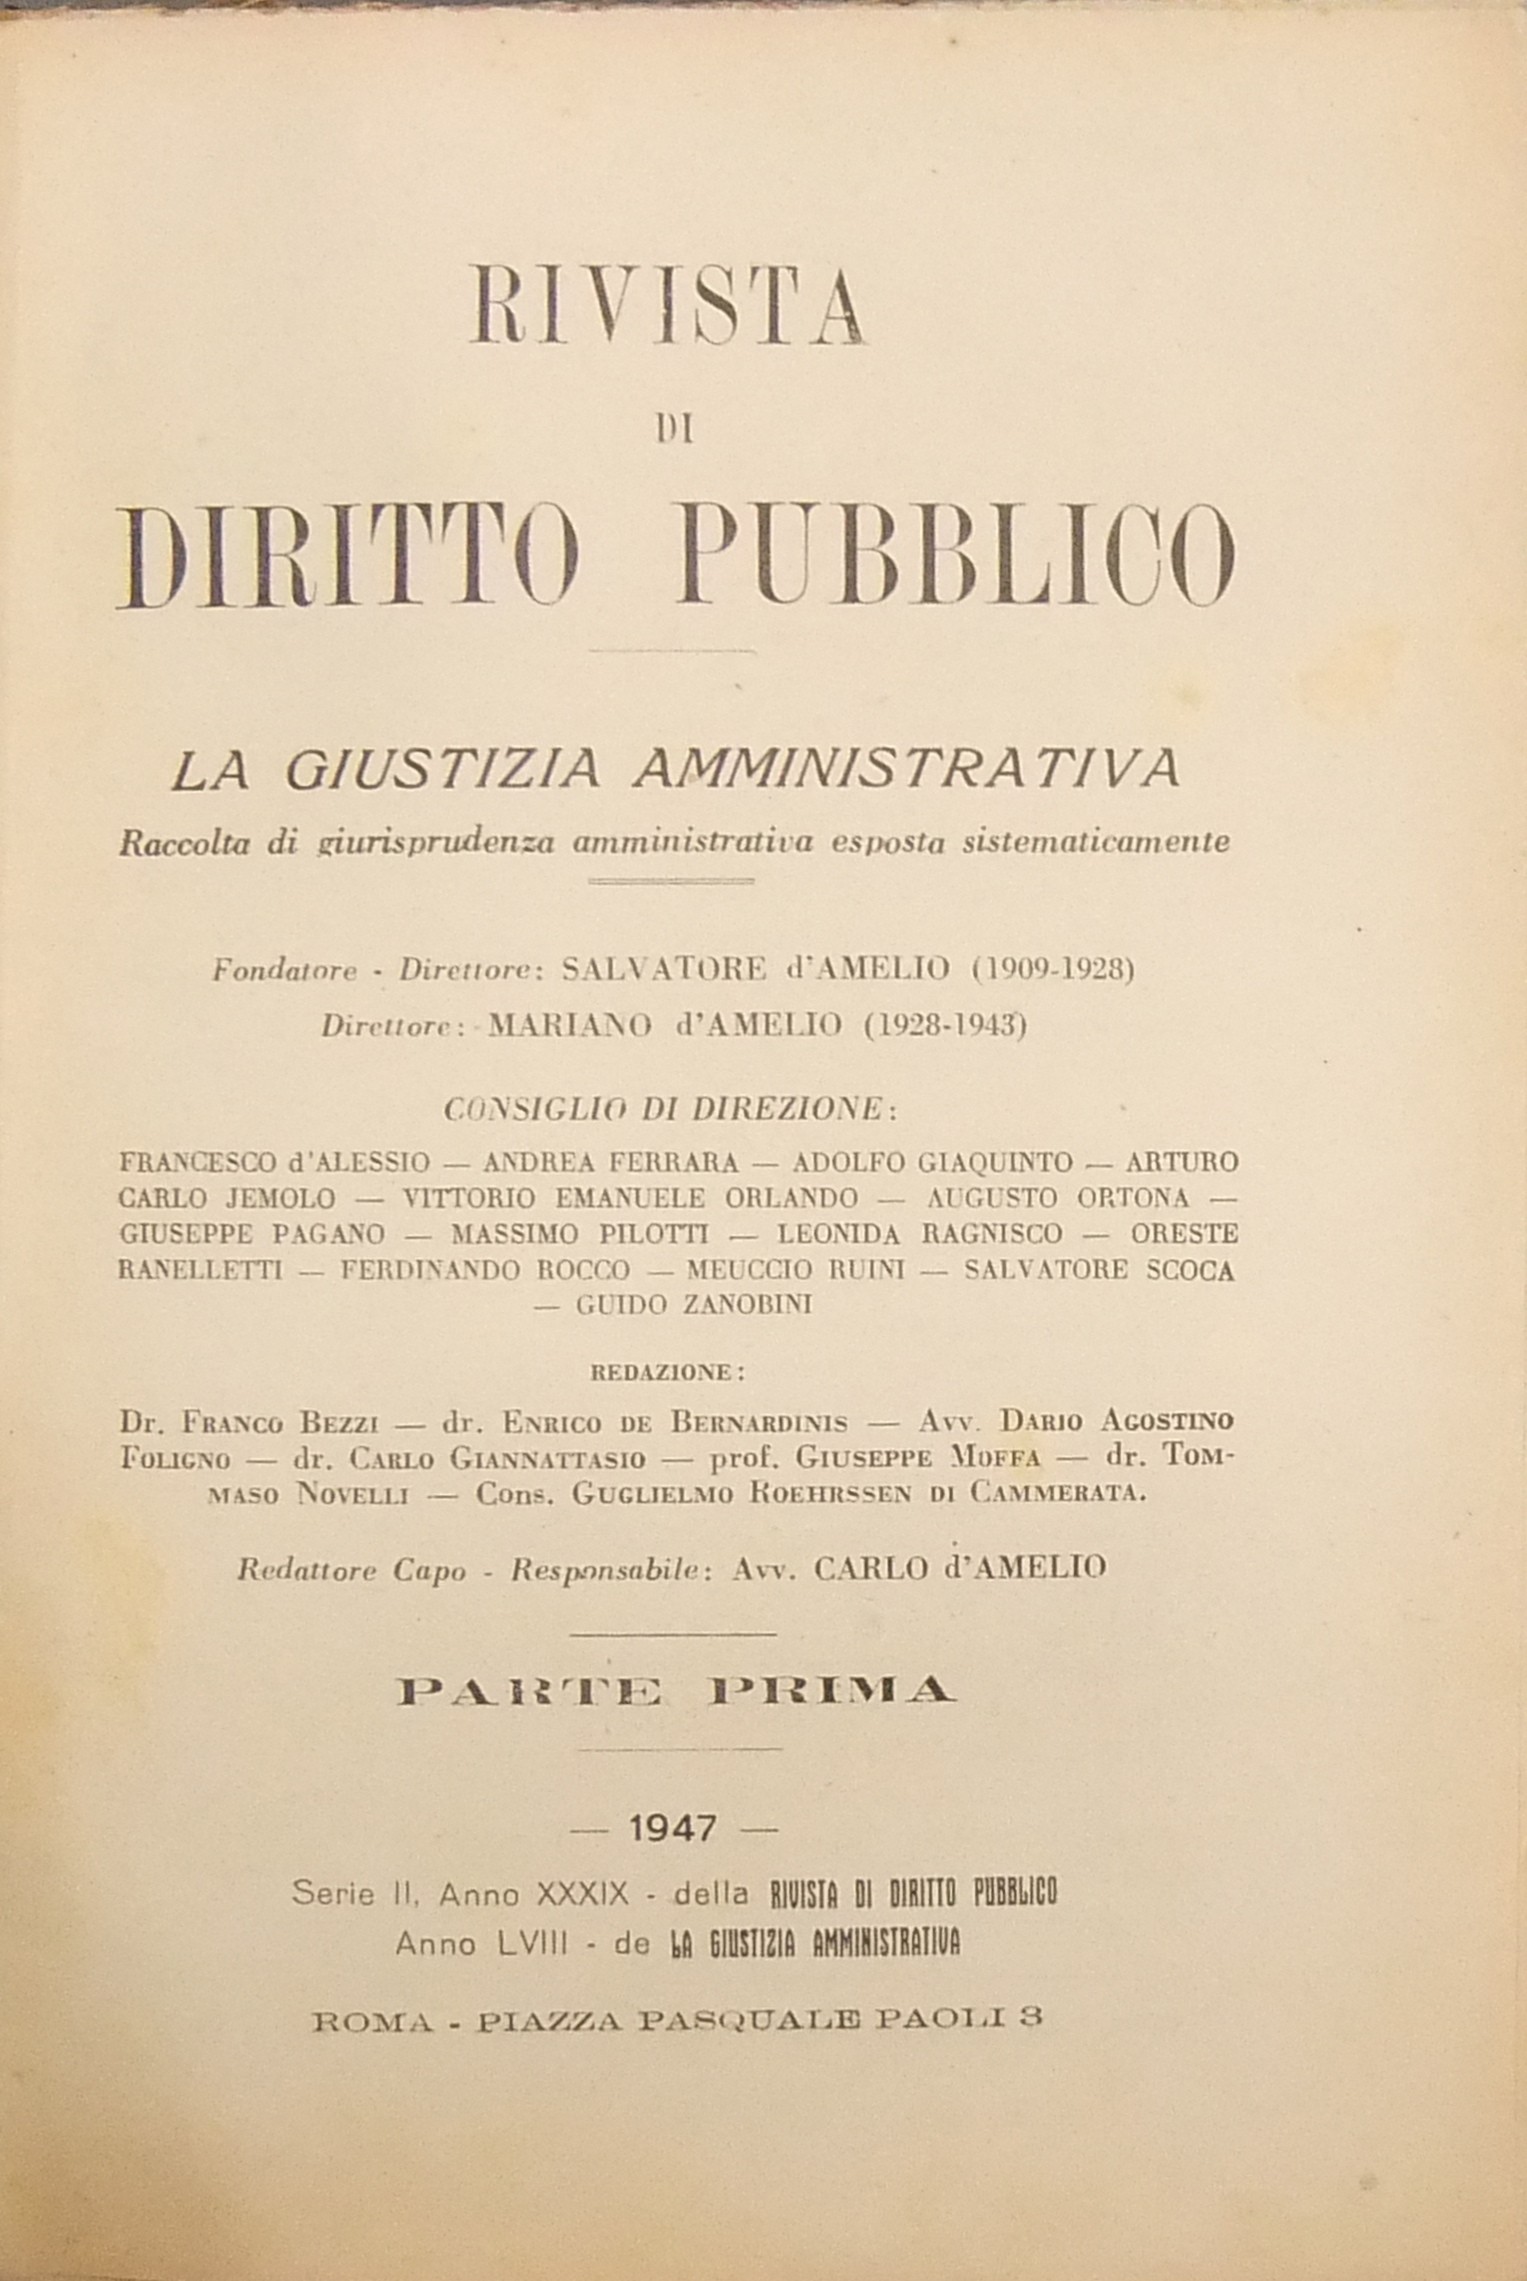 RIVISTA
DI
DIRITTO PUBBLICO
LA GIUSTIZIA AMMINISTRATIVA
Raccolta di giurisprudenza amministrativa esposta sistematicamente
Fondatore - Direttore: SALVATORE d'AMELIO (1909-1928)
Direttore: MARIANO d'AMELIO (1928-1943)
CONSIGLIO DI DIREZIONE:
FRANCESCO d'ALESSIO — ANDREA FERRARA — ADOLFO GIAQUINTO — ARTURO
CARLO JEMOLO — VITTORIO EMANUELE ORLANDO — AUGUSTO ORTONA —
GIUSEPPE PAGANO — MASSIMO PILOTTI — LEONIDA RAGNISCO — ORESTE
RANELLETTI — FERDINANDO ROCCO — MEUCCIO RUINI — SALVATORE SCOCA
— GUIDO ZANOBINI
REDAZIONE:
Dr. FRANCO BEZZI — dr. ENRICO DE BERNARDINIS — Avv. DARIO AGOSTINO
FOLIGNO — dr. CARLO GIANNATTASIO — prof. GIUSEPPE MOFFA — dr. TOM-
MASO NOVELLI — Cons. GUGLIELMO ROEHRSSEN DI CAMMERATA.
Redattore Capo - Responsabile: Avv. CARLO d'AMELIO
PARTE PRIMA
— 1947 —
Serie II, Anno XXXIX - della RIVISTA DI DIRITTO PUBBLICO
Anno LVIII - de LA GIUSTIZIA AMMINISTRATIVA
ROMA - PIAZZA PASQUALE PAOLI 3